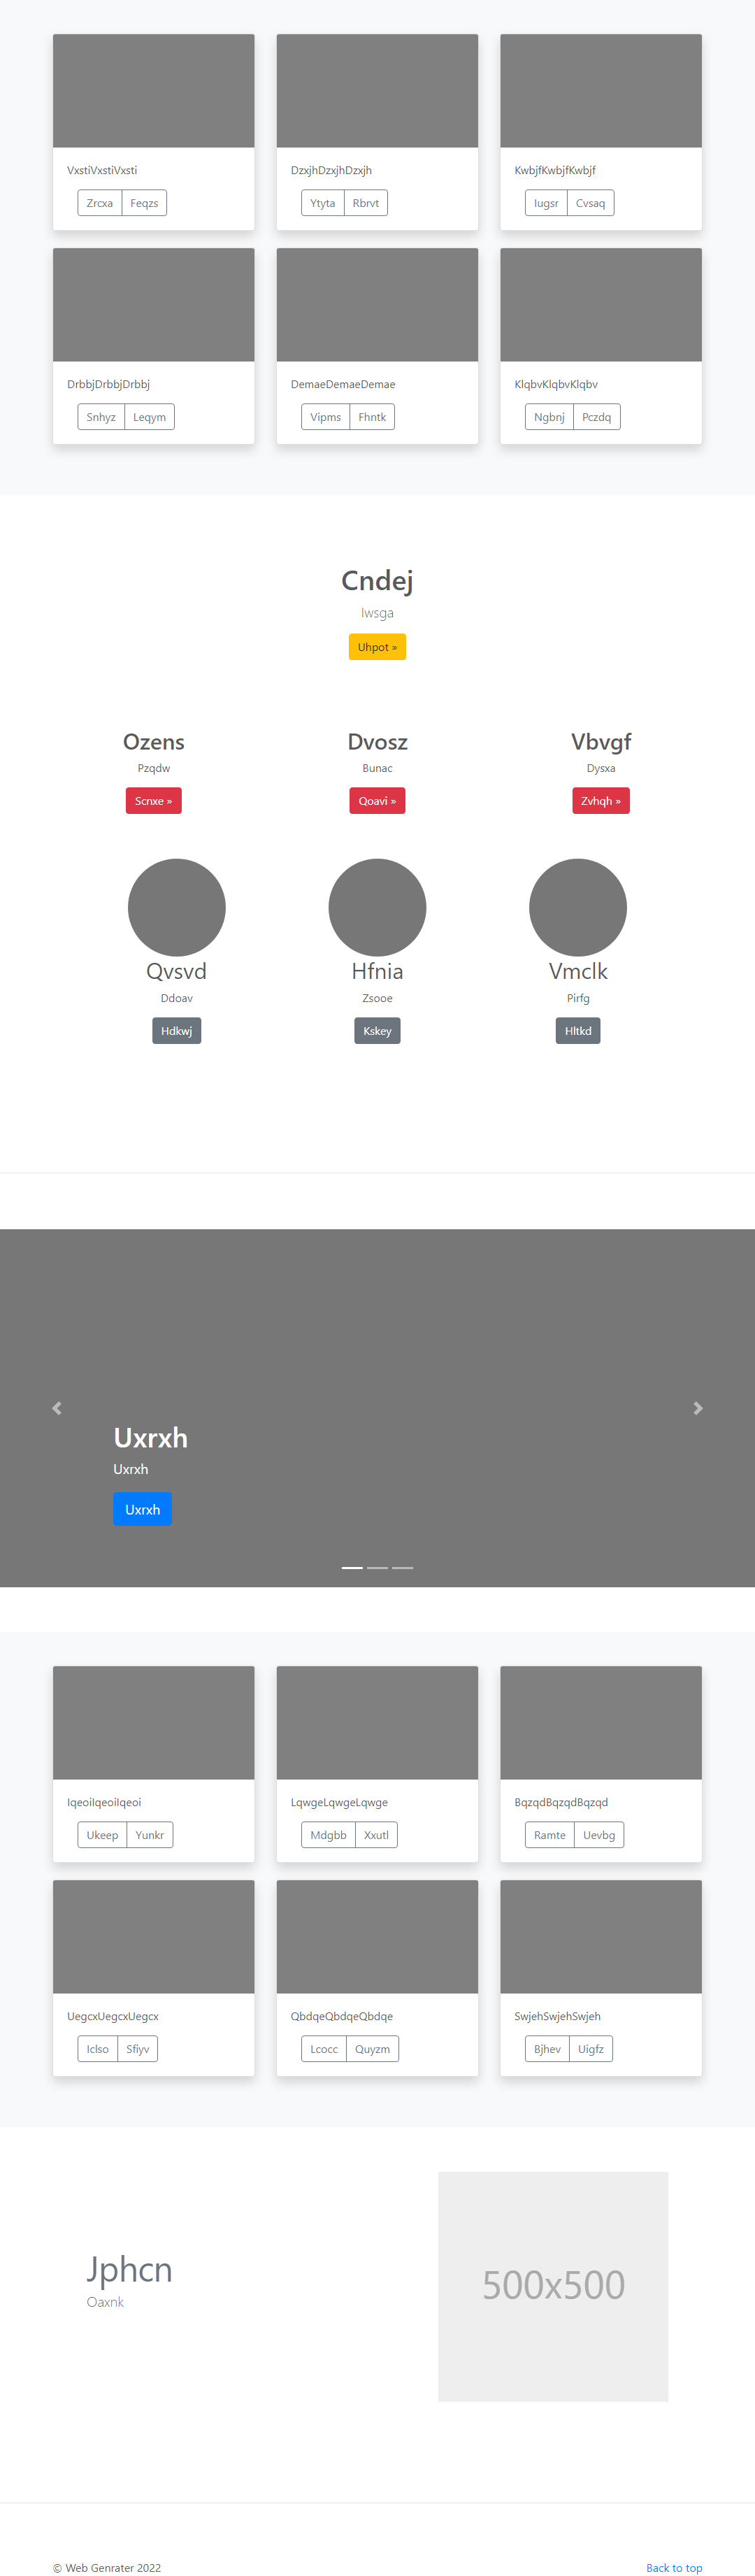 VxstiVxstiVxsti
DzxjhDzxjhDzxjh
KwbjfKwbjfKwbjf
Zrcxa Feqzs
Ytyta Rbrvt
Iugsr Cvsaq
DrbbjDrbbjDrbbj
DemaeDemaeDemae
KlqbvKlqbvKlqbv
Snhyz Leqym
Vipms Fhntk
Ngbnj Pczdq
Cndej
Iwsga
Uhpot »
Ozens Dvosz Vbvgf
Pzqdw Bunac Dysxa
Scnxe » Qoavi » Zvhqh »
Qvsvd Hfnia Vmclk
Ddoav Zsooe Pirfg
Hdkwj Kskey Hltkd
Uxrxh
Uxrxh
Uxrxh
IqeoiIqeoiIqeoi
LqwgeLqwgeLqwge
BqzqdBqzqdBqzqd
Ukeep Yunkr
Mdgbb Xxutl
Ramte Uevbg
UegcxUegcxUegcx
QbdqeQbdqeQbdqe
SwjehSwjehSwjeh
Iclso Sfiyv
Lcocc Quyzm
Bjhev Uigfz
Jphcn
Oaxnk
500x500
© Web Genrater 2022
Back to top